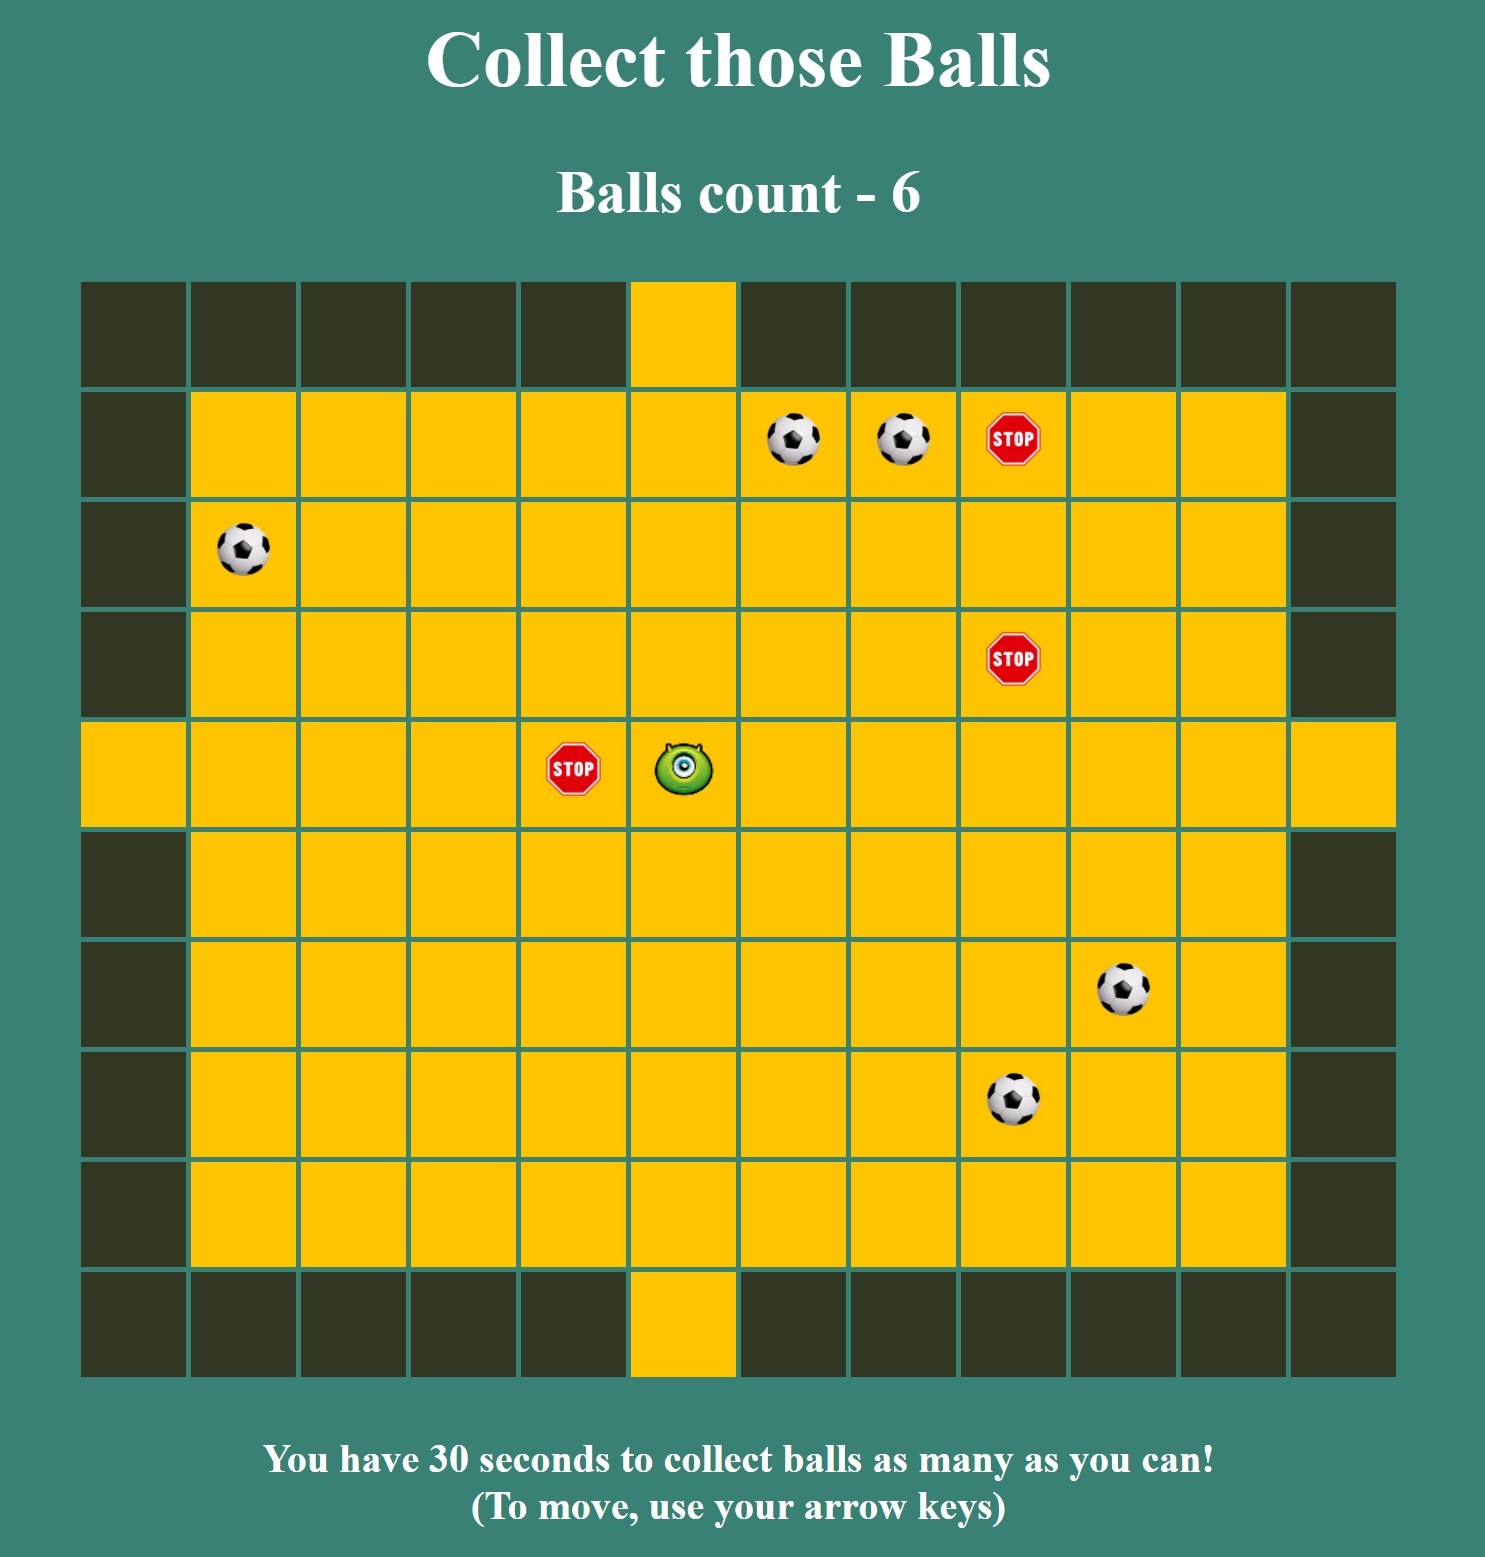 Collect those Balls
Balls count - 6
STOP
STOP
STOP
You have 30 seconds to collect balls as many as you can!
(To move, use your arrow keys)